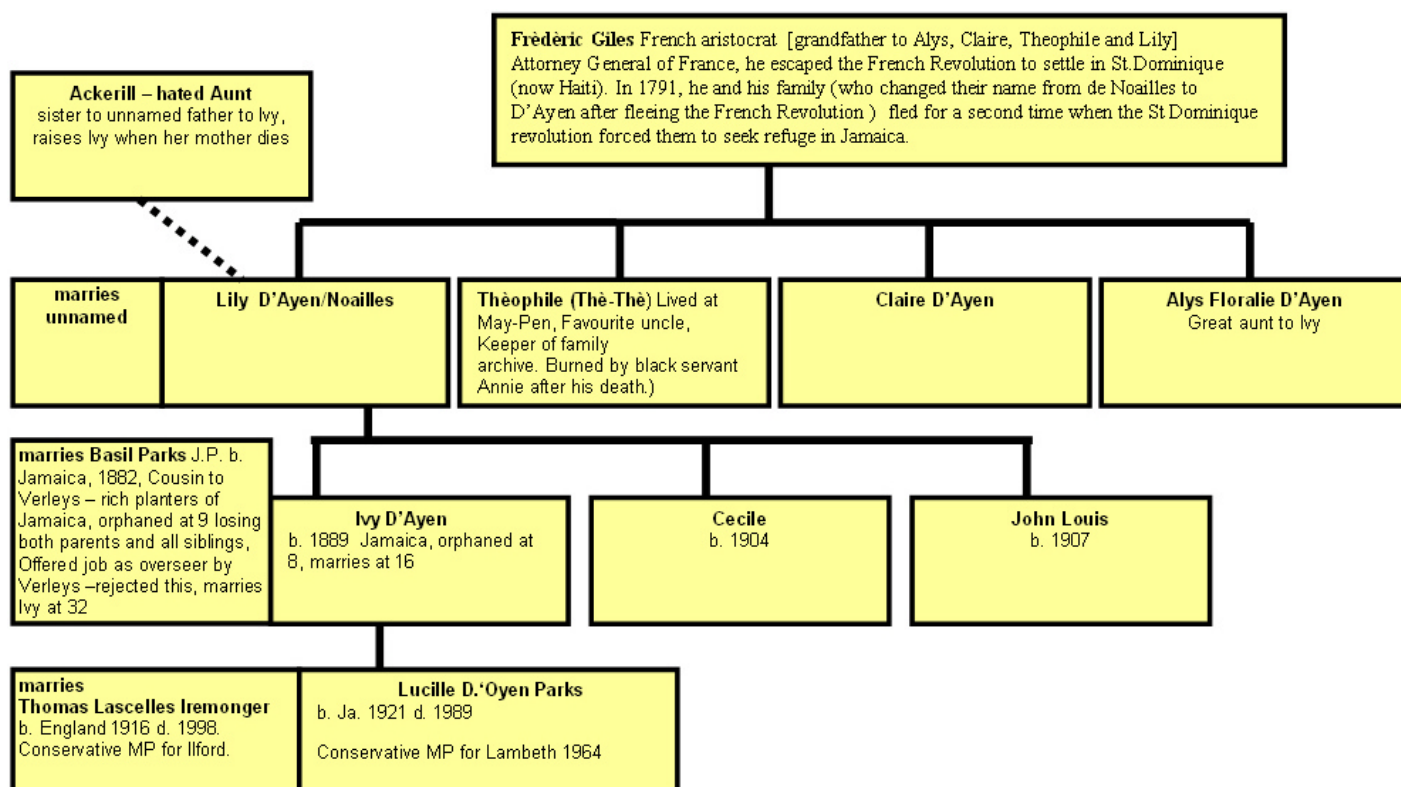 Frèdèric Giles French aristocrat [grandfather to Alys, Claire, Theophile and Lily]
Attorney General of France, he escaped the French Revolution to settle in St.Dominique
(now Haiti). In 1791, he and his family (who changed their name from de Noailles to
D’Ayen after fleeing the French Revolution ) fled for a second time when the St Dominique
revolution forced them to seek refuge in Jamaica.
Ackerill – hated Aunt
sister to unnamed father to Ivy,
raises Ivy when her mother dies
marries
unnamed
Lily D’Ayen/Noailles
Thèophile (Thè-Thè) Lived at
May-Pen, Favourite uncle,
Keeper of family
archive. Burned by black servant
Annie after his death.)
Claire D’Ayen
Alys Floralie D’Ayen
Great aunt to Ivy
marries Basil Parks J.P. b.
Jamaica, 1882, Cousin to
Verleys – rich planters of
Jamaica, orphaned at 9 losing
both parents and all siblings,
Offered job as overseer by
Verleys –rejected this, marries
Ivy at 32
Ivy D’Ayen
b. 1889 Jamaica, orphaned at
8, marries at 16
Cecile
b. 1904
John Louis
b. 1907
marries
Thomas Lascelles Iremonger
b. England 1916 d. 1998.
Conservative MP for Ilford.
Lucille D.‘Oyen Parks
b. Ja. 1921 d. 1989
Conservative MP for Lambeth 1964